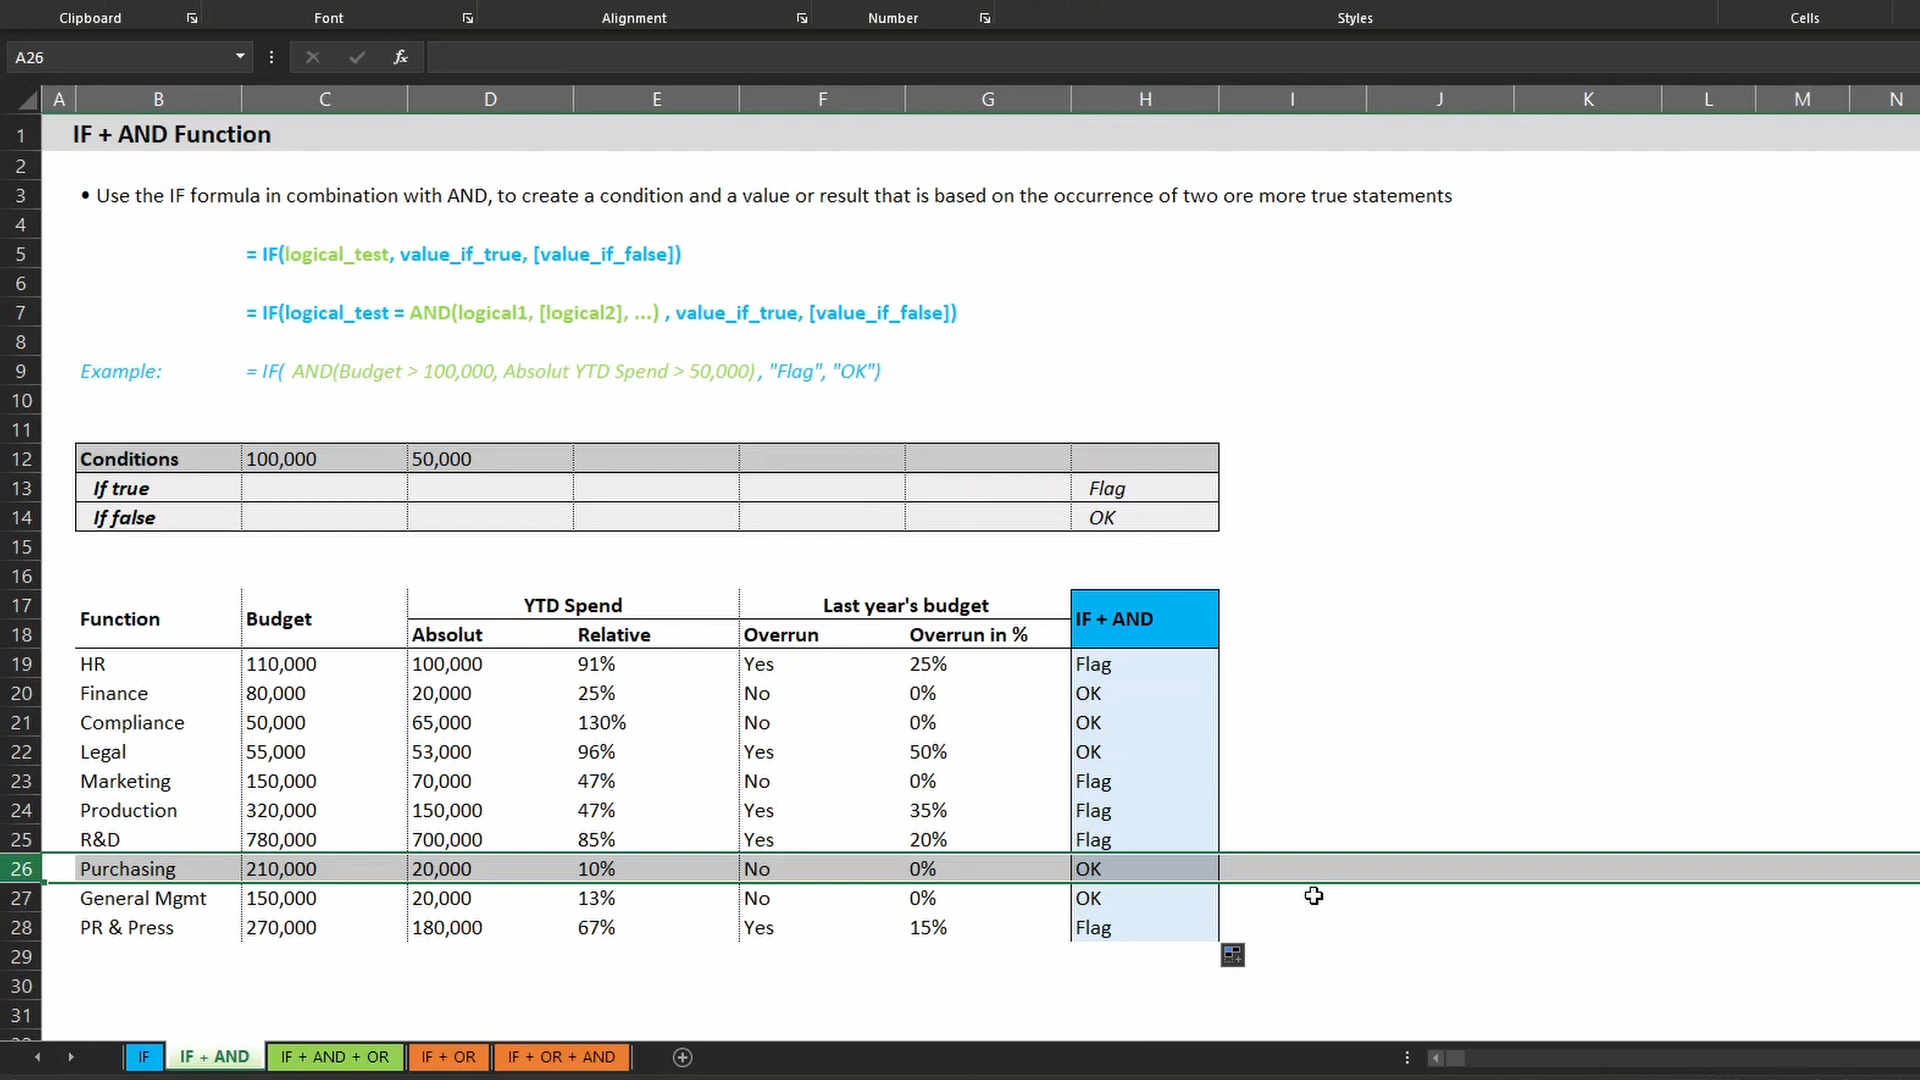 Clipboard Font Alignment Number Styles Cells
A26 fx
A B C D E F G H I J K L M N
1 IF + AND Function
2
3 • Use the IF formula in combination with AND, to create a condition and a value or result that is based on the occurrence of two ore more true statements
4
5 = IF(logical_test, value_if_true, [value_if_false])
6
7 = IF(logical_test = AND(logical1, [logical2], ...) , value_if_true, [value_if_false])
8
9 Example: = IF( AND(Budget > 100,000, Absolut YTD Spend > 50,000) , "Flag", "OK")
10
11
12 Conditions 100,000 50,000
13 If true Flag
14 If false OK
15
16
17 YTD Spend Last year's budget
Function Budget IF + AND
18 Absolut Relative Overrun Overrun in %
19 HR 110,000 100,000 91% Yes 25% Flag
20 Finance 80,000 20,000 25% No 0% OK
21 Compliance 50,000 65,000 130% No 0% OK
22 Legal 55,000 53,000 96% Yes 50% OK
23 Marketing 150,000 70,000 47% No 0% Flag
24 Production 320,000 150,000 47% Yes 35% Flag
25 R&D 780,000 700,000 85% Yes 20% Flag
26 Purchasing 210,000 20,000 10% No 0% OK
27 General Mgmt 150,000 20,000 13% No 0% OK
28 PR & Press 270,000 180,000 67% Yes 15% Flag
29
30
31
IF IF + AND IF + AND + OR IF + OR IF + OR + AND